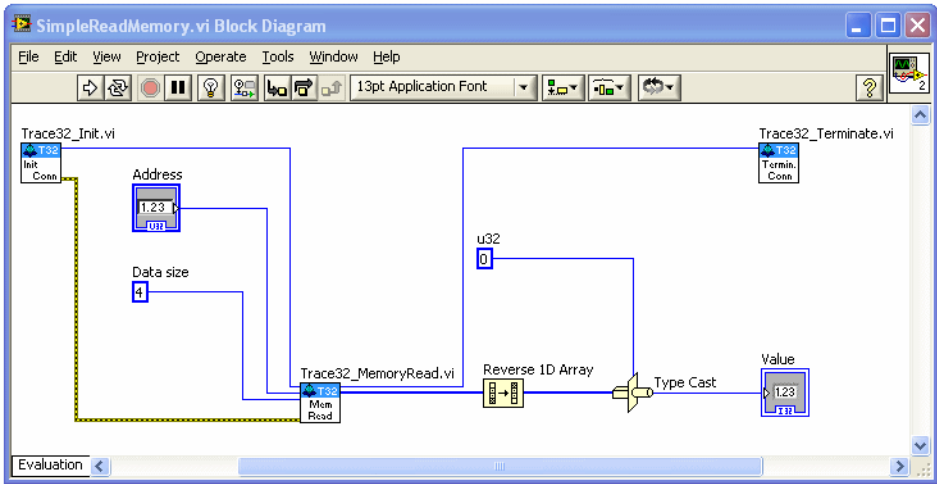 SimpleReadMemory.vi Block Diagram
File Edit View Project Operate Tools Window Help
13pt Application Font
?
2
Trace32_Init.vi
T32
Init
Conn
Trace32_Terminate.vi
T32
Termin.
Conn
Address
1.23
U32
u32
0
Data size
4
Trace32_MemoryRead.vi
T32
Mem
Read
Reverse 1D Array
Type Cast
Value
1.23
I32
Evaluation